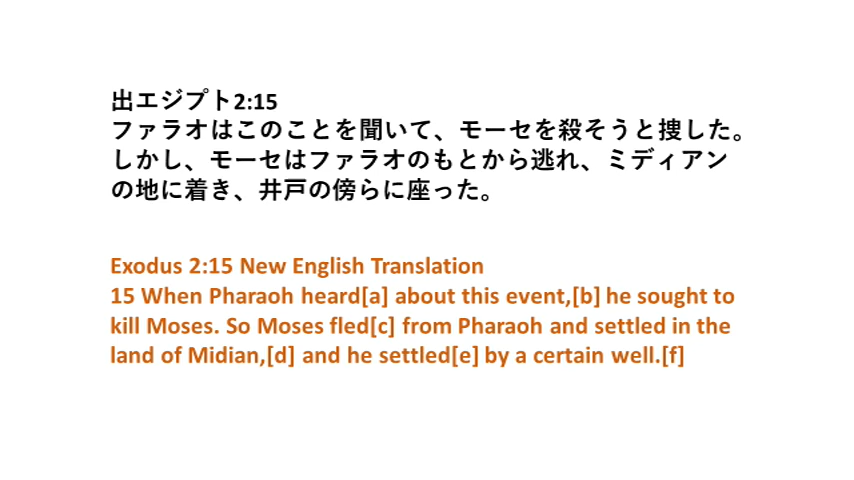 出エジプト2:15
ファラオはこのことを聞いて、モーセを殺そうと捜した。
しかし、モーセはファラオのもとから逃れ、ミディアン
の地に着き、井戸の傍らに座った。
Exodus 2:15 New English Translation
15 When Pharaoh heard[a] about this event,[b] he sought to
kill Moses. So Moses fled[c] from Pharaoh and settled in the
land of Midian,[d] and he settled[e] by a certain well.[f]